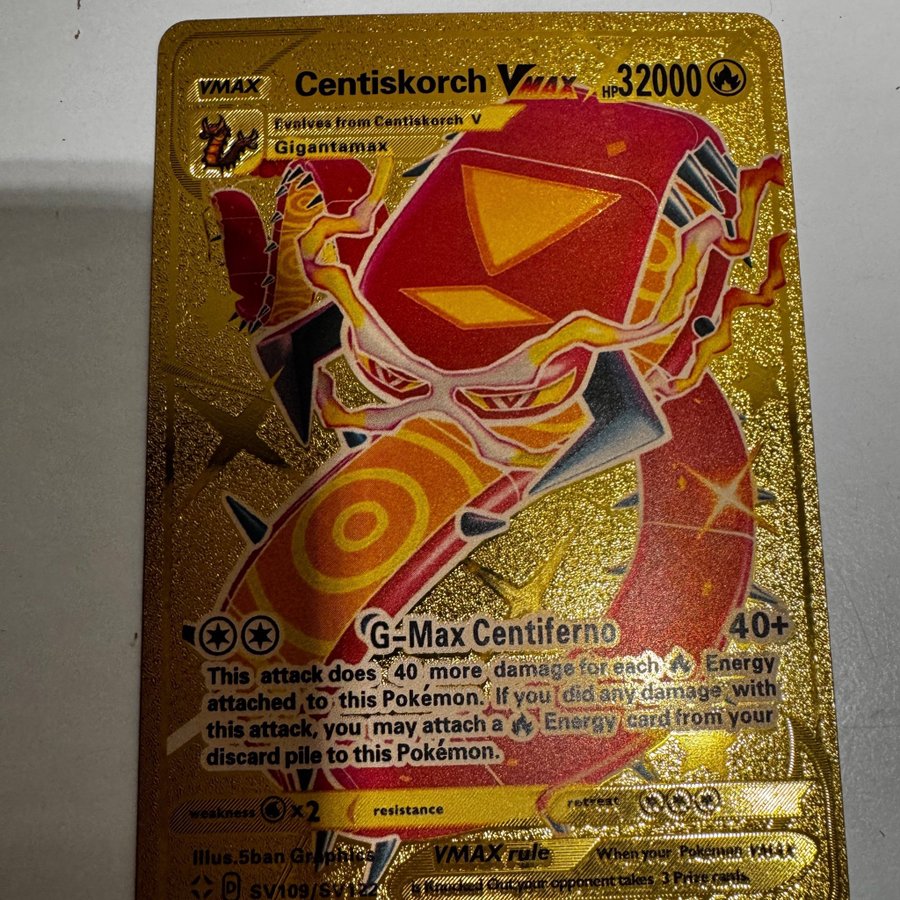 VMAX Centiskorch VMAX HP32000
Evolves from Centiskorch V
Gigantamax
G-Max Centiferno 40+
This attack does 40 more damage for each Energy
attached to this Pokémon. If you did any damage with
this attack, you may attach a Energy card from your
discard pile to this Pokémon.
weakness x2 resistance retreat
Illus.5ban Graphics VMAX rule When your Pokémon VMAX
D SV109/SV122 is Knocked Out, your opponent takes 3 Prize cards.